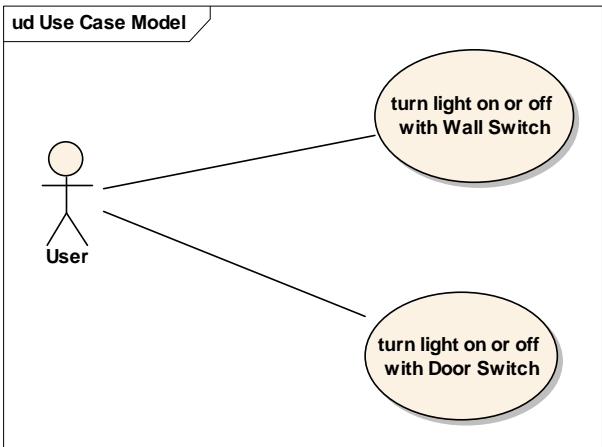 ud Use Case Model
turn light on or off
with Wall Switch
User
turn light on or off
with Door Switch